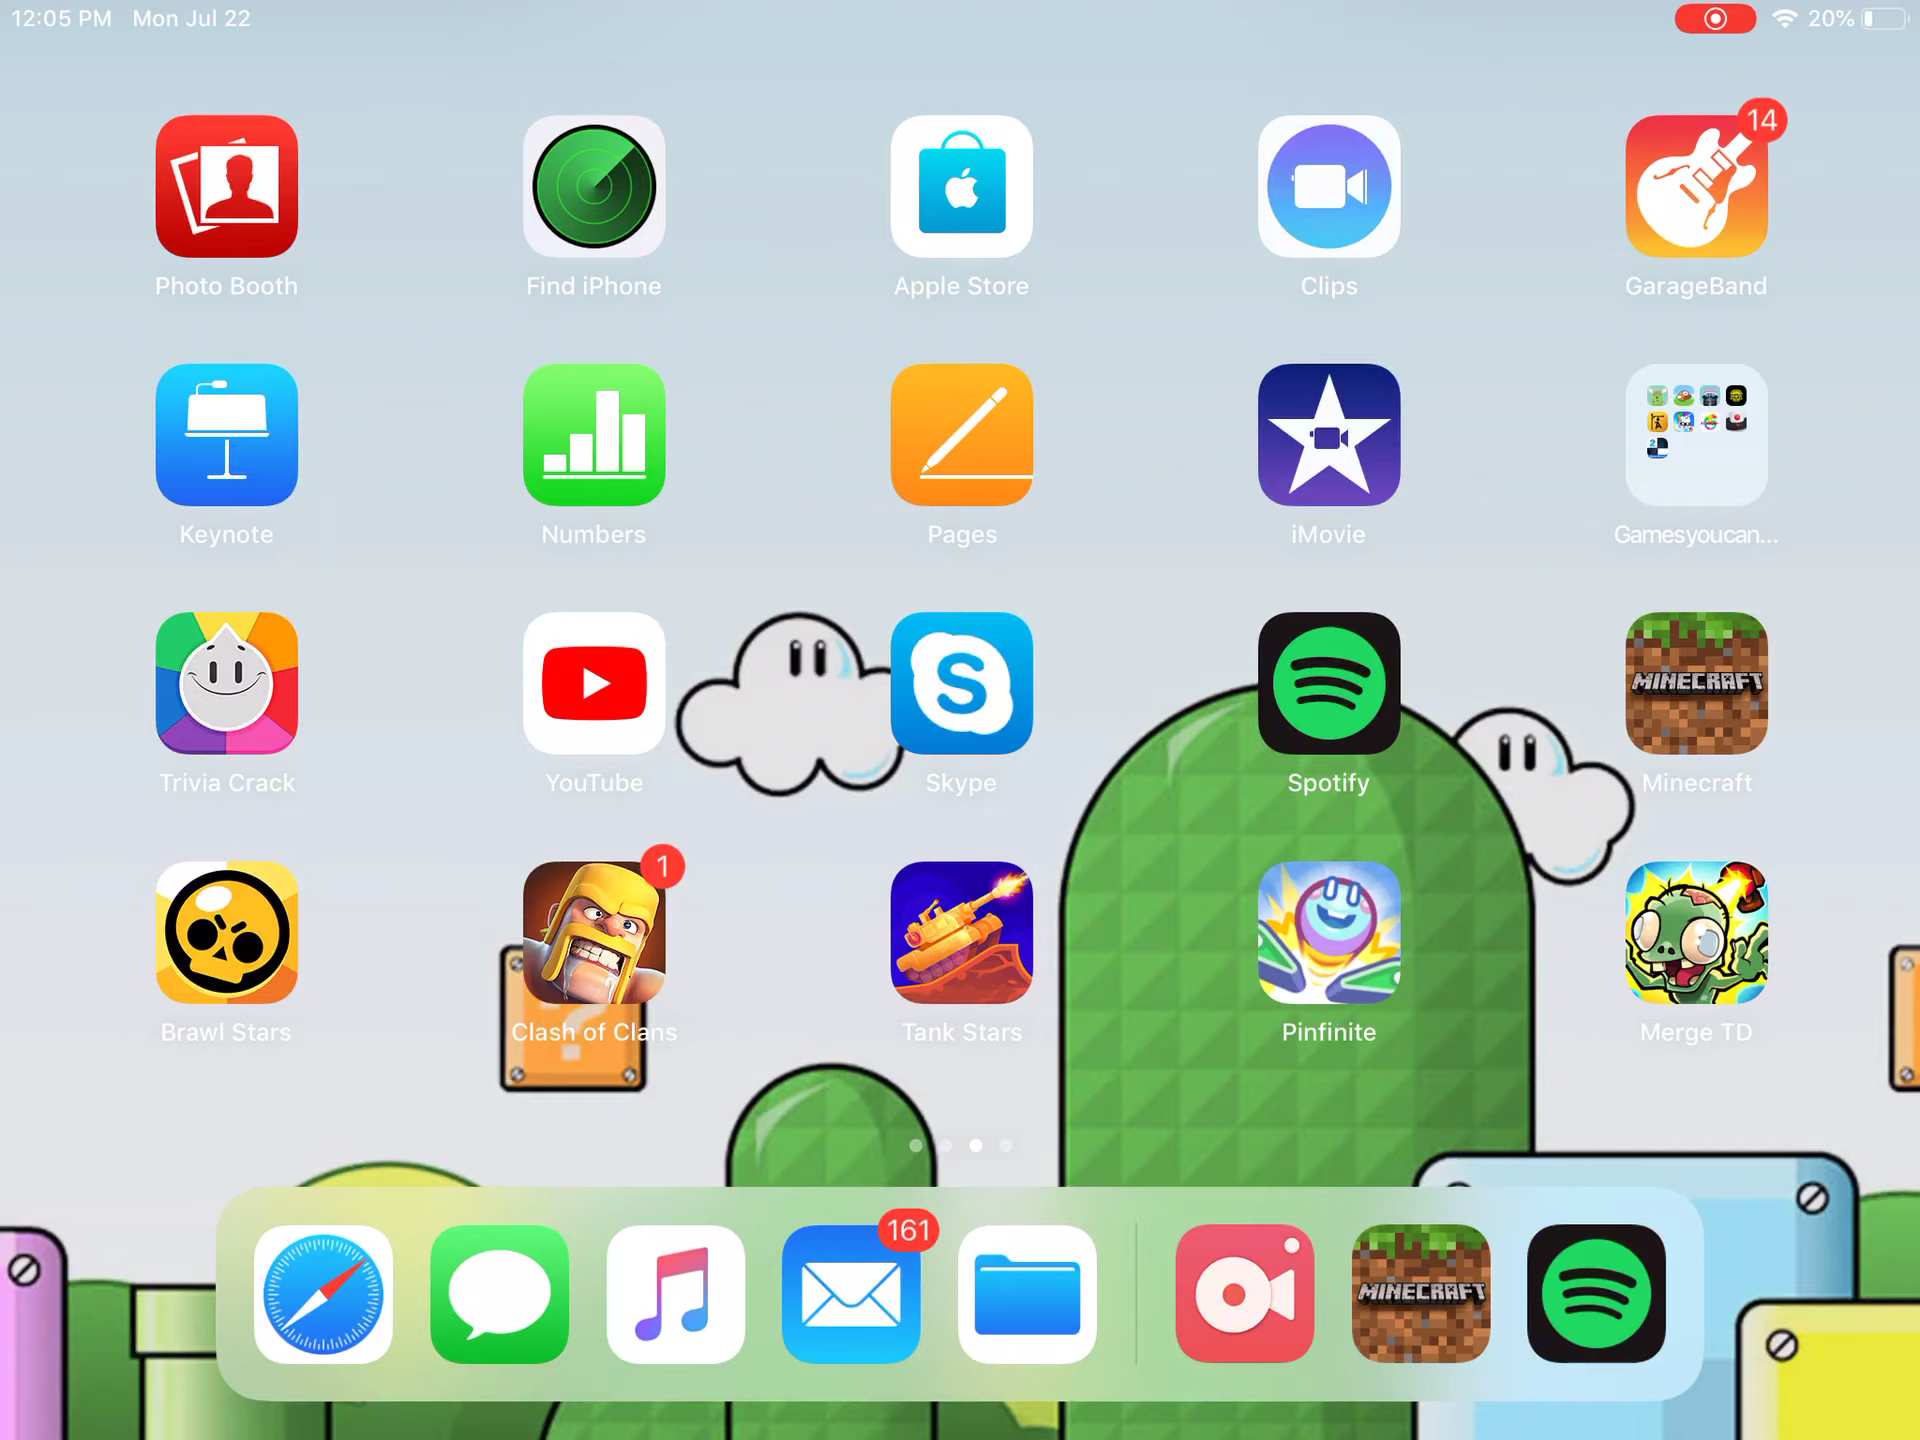 12:05 PM Mon Jul 22 20%
14
Photo Booth Find iPhone Apple Store Clips GarageBand
Keynote Numbers Pages iMovie Gamesyoucan...
MINECRAFT
Trivia Crack YouTube Skype Spotify Minecraft
1
Brawl Stars Clash of Clans Tank Stars Pinfinite Merge TD
161
MINECRAFT